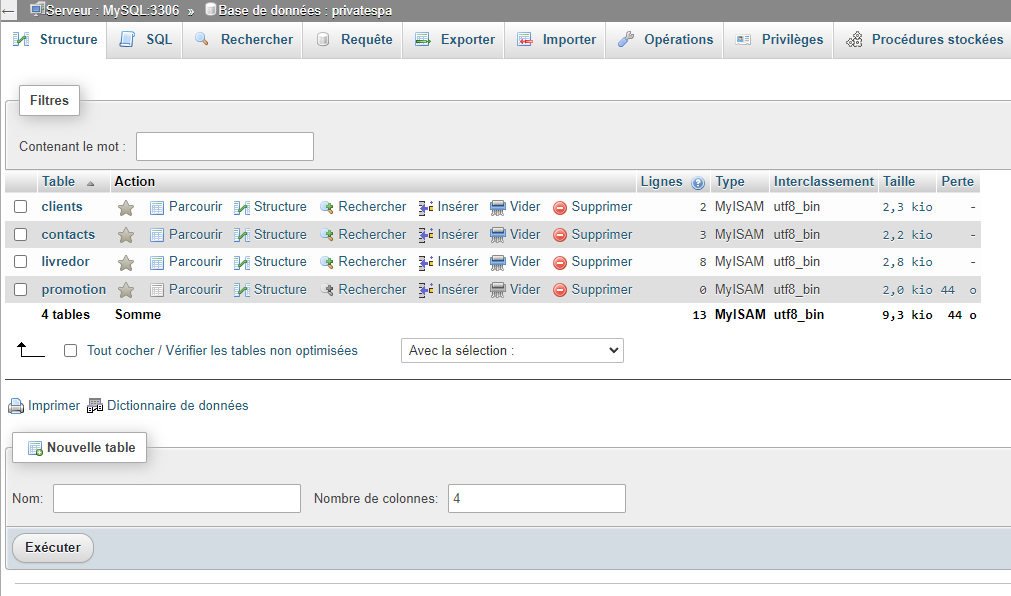 Serveur : MySQL:3306 » Base de données : privatespa
Structure SQL Rechercher Requête Exporter Importer Opérations Privilèges Procédures stockées
Filtres
Contenant le mot :
Table Action Lignes Type Interclassement Taille Perte
clients Parcourir Structure Rechercher Insérer Vider Supprimer 2 MyISAM utf8_bin 2,3 kio -
contacts Parcourir Structure Rechercher Insérer Vider Supprimer 3 MyISAM utf8_bin 2,2 kio -
livredor Parcourir Structure Rechercher Insérer Vider Supprimer 8 MyISAM utf8_bin 2,8 kio -
promotion Parcourir Structure Rechercher Insérer Vider Supprimer 0 MyISAM utf8_bin 2,0 kio 44 o
4 tables Somme 13 MyISAM utf8_bin 9,3 kio 44 o
Tout cocher / Vérifier les tables non optimisées Avec la sélection :
Imprimer Dictionnaire de données
Nouvelle table
Nom: Nombre de colonnes: 4
Exécuter